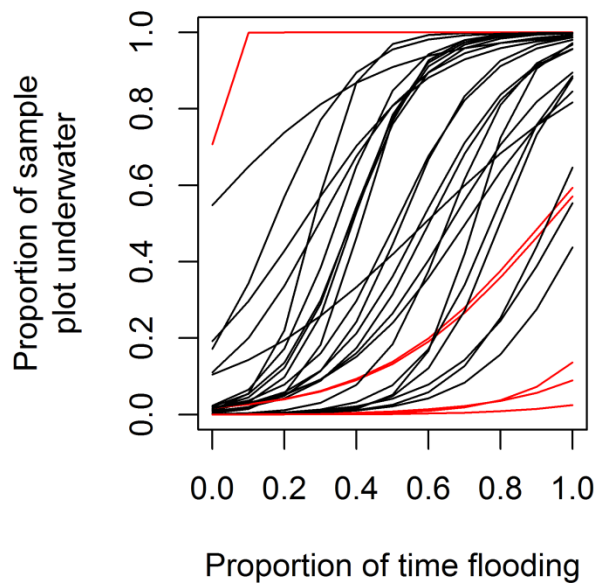 Proportion of sample
plot underwater
1.0
0.8
0.6
0.4
0.2
0.0
0.0 0.2 0.4 0.6 0.8 1.0
Proportion of time flooding